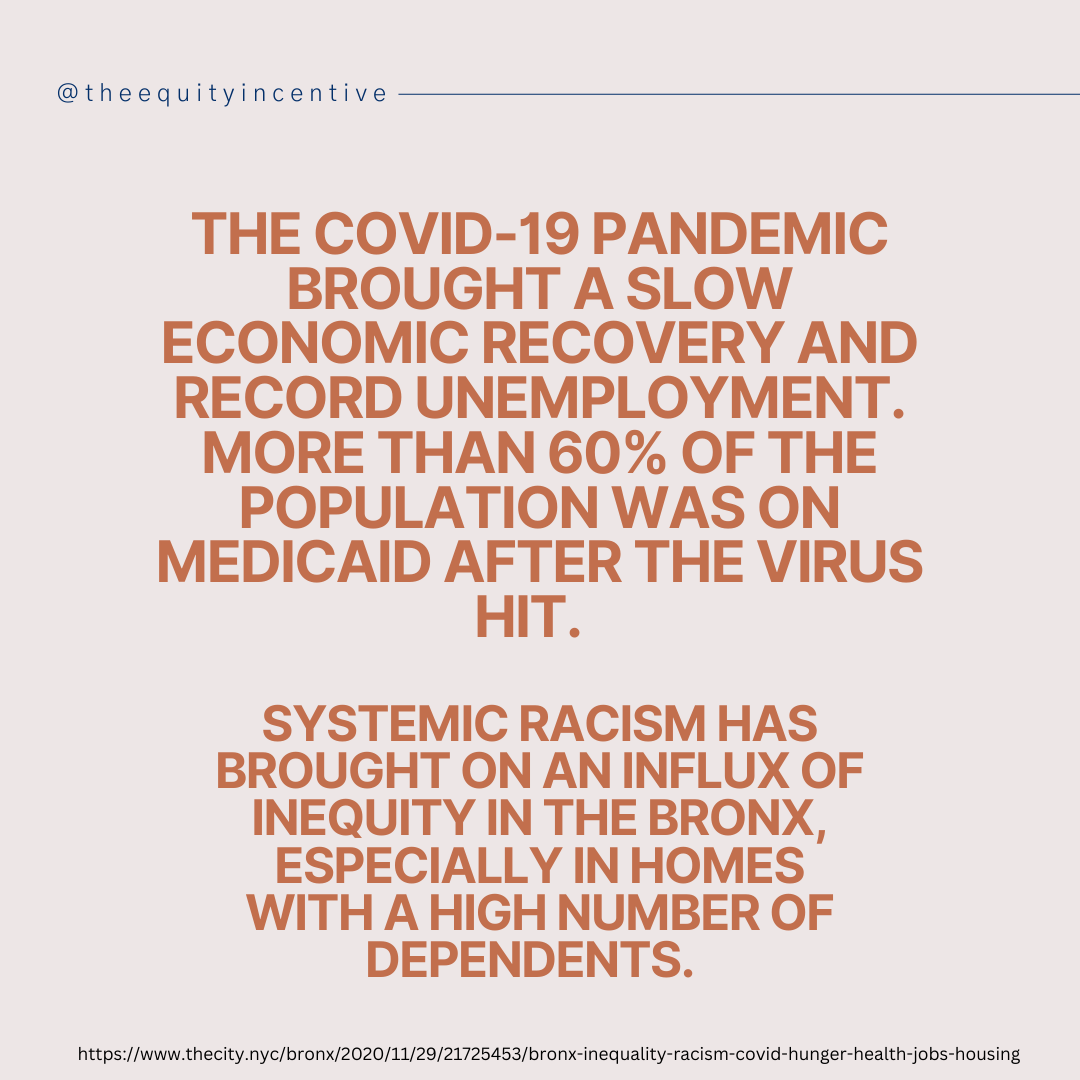 @theequityincentive
THE COVID-19 PANDEMIC
BROUGHT A SLOW
ECONOMIC RECOVERY AND
RECORD UNEMPLOYMENT.
MORE THAN 60% OF THE
POPULATION WAS ON
MEDICAID AFTER THE VIRUS
HIT.
SYSTEMIC RACISM HAS
BROUGHT ON AN INFLUX OF
INEQUITY IN THE BRONX,
ESPECIALLY IN HOMES
WITH A HIGH NUMBER OF
DEPENDENTS.
https://www.thecity.nyc/bronx/2020/11/29/21725453/bronx-inequality-racism-covid-hunger-health-jobs-housing